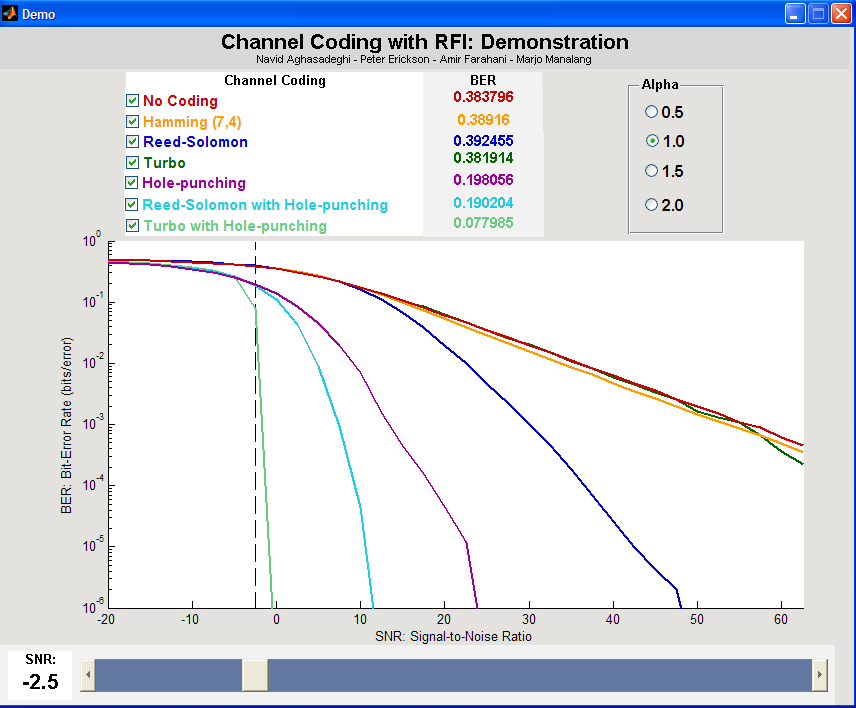 Demo
Channel Coding with RFI: Demonstration
Navid Aghasadeghi - Peter Erickson - Amir Farahani - Marjo Manalang
Channel Coding BER
No Coding 0.383796
Hamming (7,4) 0.38916
Reed-Solomon 0.392455
Turbo 0.381914
Hole-punching 0.198056
Reed-Solomon with Hole-punching 0.190204
Turbo with Hole-punching 0.077985
Alpha
0.5
1.0
1.5
2.0
BER: Bit-Error Rate (bits/error)
10^0
10^-1
10^-2
10^-3
10^-4
10^-5
10^-6
-20 -10 0 10 20 30 40 50 60
SNR: Signal-to-Noise Ratio
SNR:
-2.5